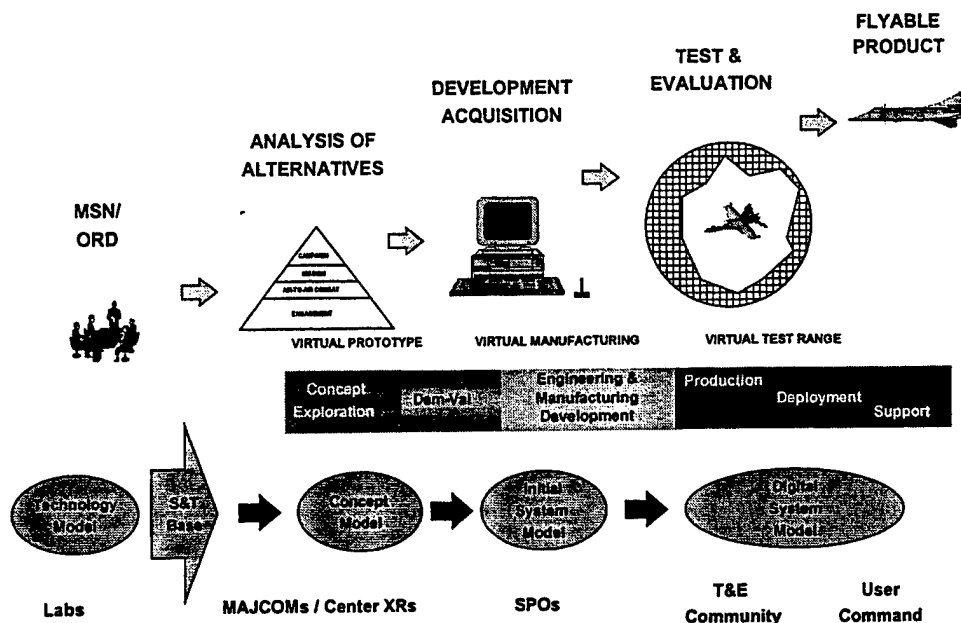 FLYABLE
PRODUCT
TEST &
EVALUATION
DEVELOPMENT
ACQUISITION
ANALYSIS OF
ALTERNATIVES
MSN/
ORD
CAMPAIGN
MISSION
AIR-TO-AIR COMBAT
ENGAGEMENT
VIRTUAL PROTOTYPE
VIRTUAL MANUFACTURING
VIRTUAL TEST RANGE
Concept
Exploration
Dem-Val
Engineering &
Manufacturing
Development
Production
Deployment
Support
Technology
Model
S&T
Base
Concept
Model
Initial
System
Model
Digital
System
Model
Labs
MAJCOMs / Center XRs
SPOs
T&E
Community
User
Command